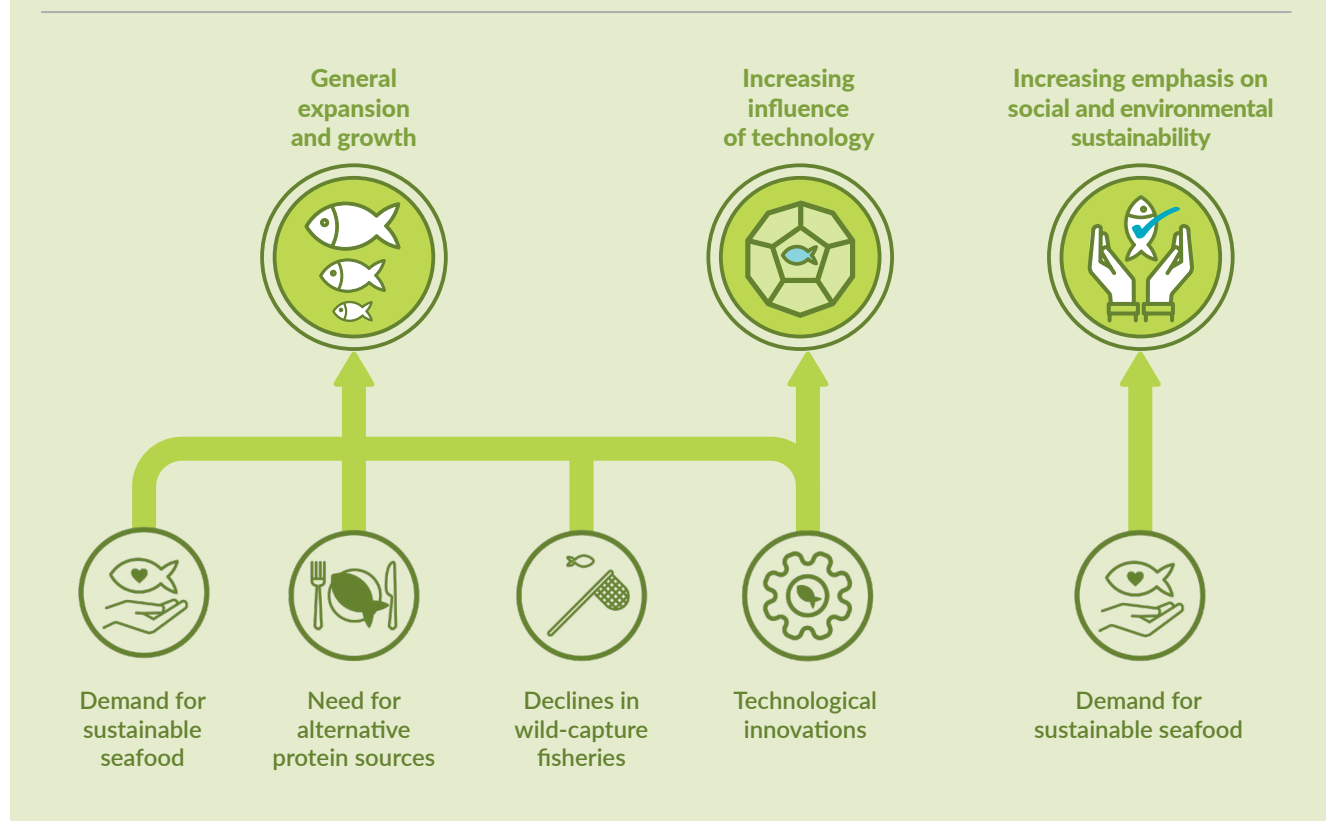 General
expansion
and growth
Increasing
influence
of technology
Increasing emphasis on
social and environmental
sustainability
Demand for
sustainable
seafood
Need for
alternative
protein sources
Declines in
wild-capture
fisheries
Technological
innovations
Demand for
sustainable seafood